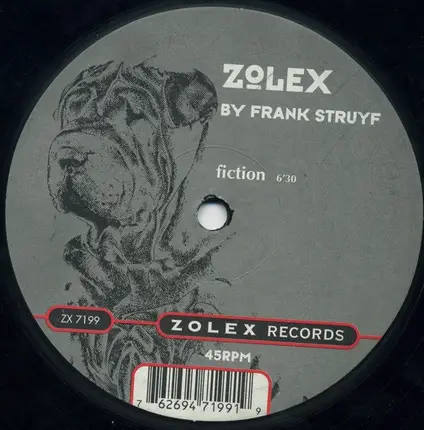 ZOLEX
BY FRANK STRUYF
fiction 6'30
ZX 7199
ZOLEX RECORDS
45RPM
7 62694 71991 9